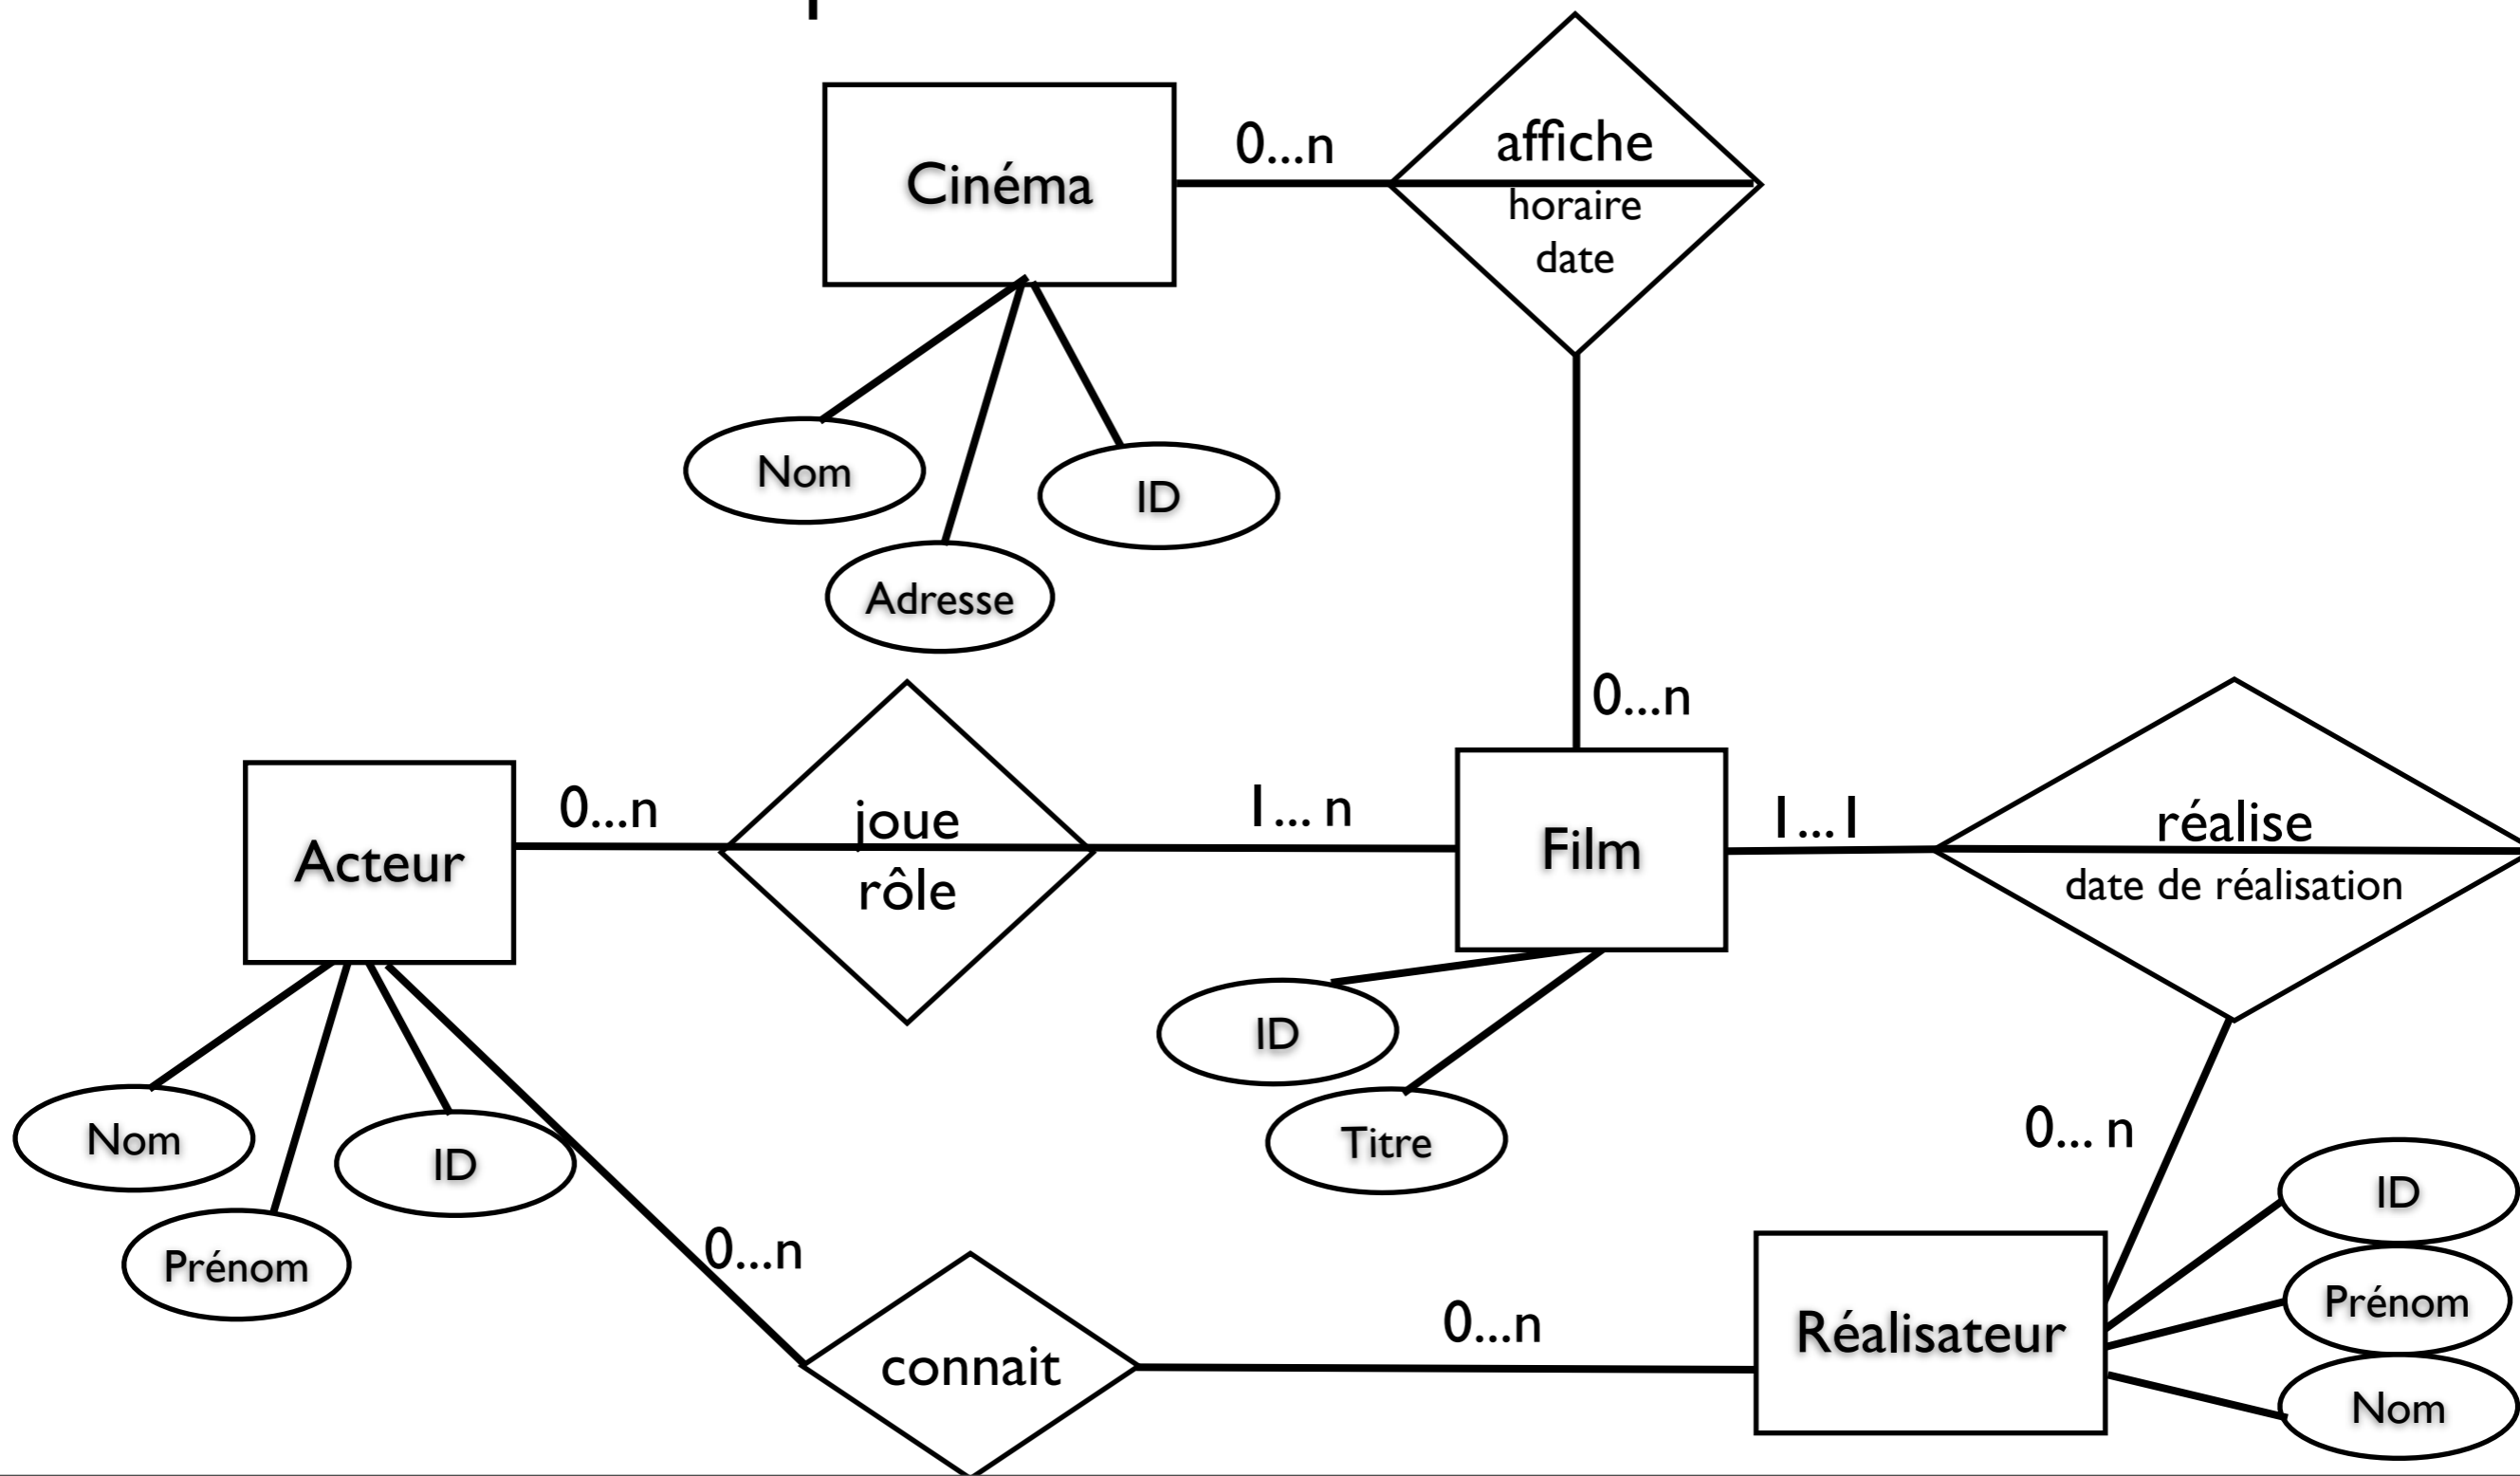 Cinéma
0...n
affiche
horaire
date
Nom
ID
Adresse
0...n
Acteur
0...n
joue
rôle
1... n
Film
1...1
réalise
date de réalisation
ID
Titre
Nom
ID
Prénom
0...n
connait
0...n
0... n
Réalisateur
ID
Prénom
Nom